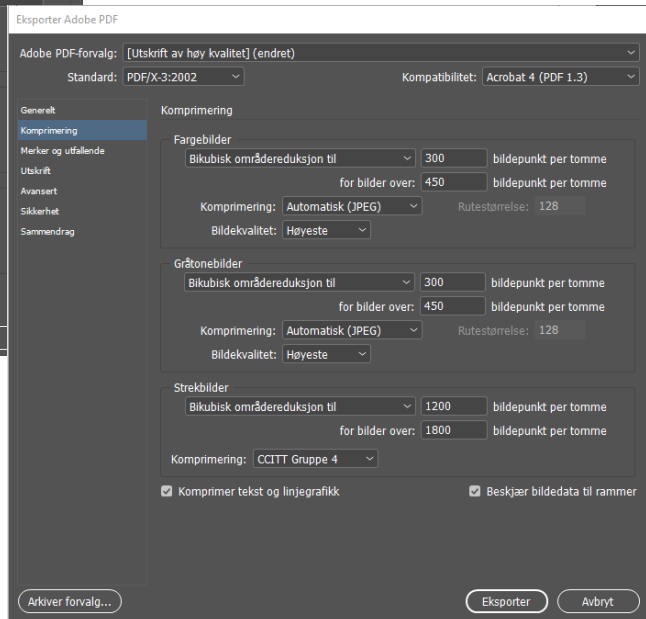 Eksporter Adobe PDF
Adobe PDF-forvalg: [Utskrift av høy kvalitet] (endret)
Standard: PDF/X-3:2002 Kompatibilitet: Acrobat 4 (PDF 1.3)
Generelt
Komprimering
Merker og utfallende
Utskrift
Avansert
Sikkerhet
Sammendrag
Komprimering
Fargebilder
Bikubisk områdereduksjon til 300 bildepunkt per tomme
for bilder over: 450 bildepunkt per tomme
Komprimering: Automatisk (JPEG) Rutestørrelse: 128
Bildekvalitet: Høyeste
Gråtonebilder
Bikubisk områdereduksjon til 300 bildepunkt per tomme
for bilder over: 450 bildepunkt per tomme
Komprimering: Automatisk (JPEG) Rutestørrelse: 128
Bildekvalitet: Høyeste
Strekbilder
Bikubisk områdereduksjon til 1200 bildepunkt per tomme
for bilder over: 1800 bildepunkt per tomme
Komprimering: CCITT Gruppe 4
Komprimer tekst og linjegrafikk Beskjær bildedata til rammer
Arkiver forvalg... Eksporter Avbryt